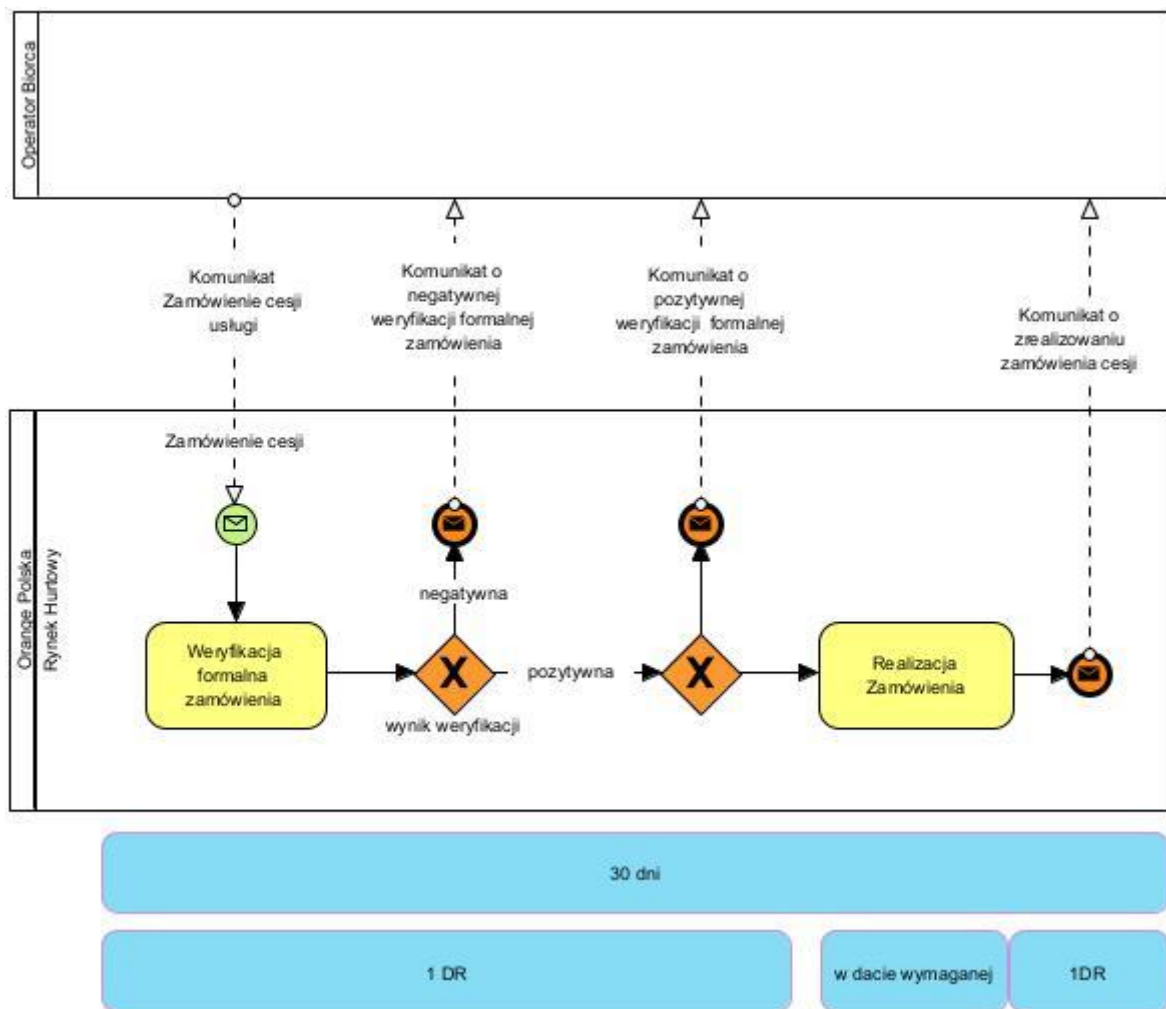 Operator Biorca
Komunikat
Zamówienie cesji
usługi
Komunikat o
negatywnej
weryfikacji formalnej
zamówienia
Komunikat o
pozytywnej
weryfikacji formalnej
zamówienia
Komunikat o
zrealizowaniu
zamówienia cesji
Orange Polska
Rynek Hurtowy
Zamówienie cesji
negatywna
Weryfikacja
formalna
zamówienia
X
wynik weryfikacji
pozytywna
X
Realizacja
Zamówienia
30 dni
1 DR
w dacie wymaganej
1DR